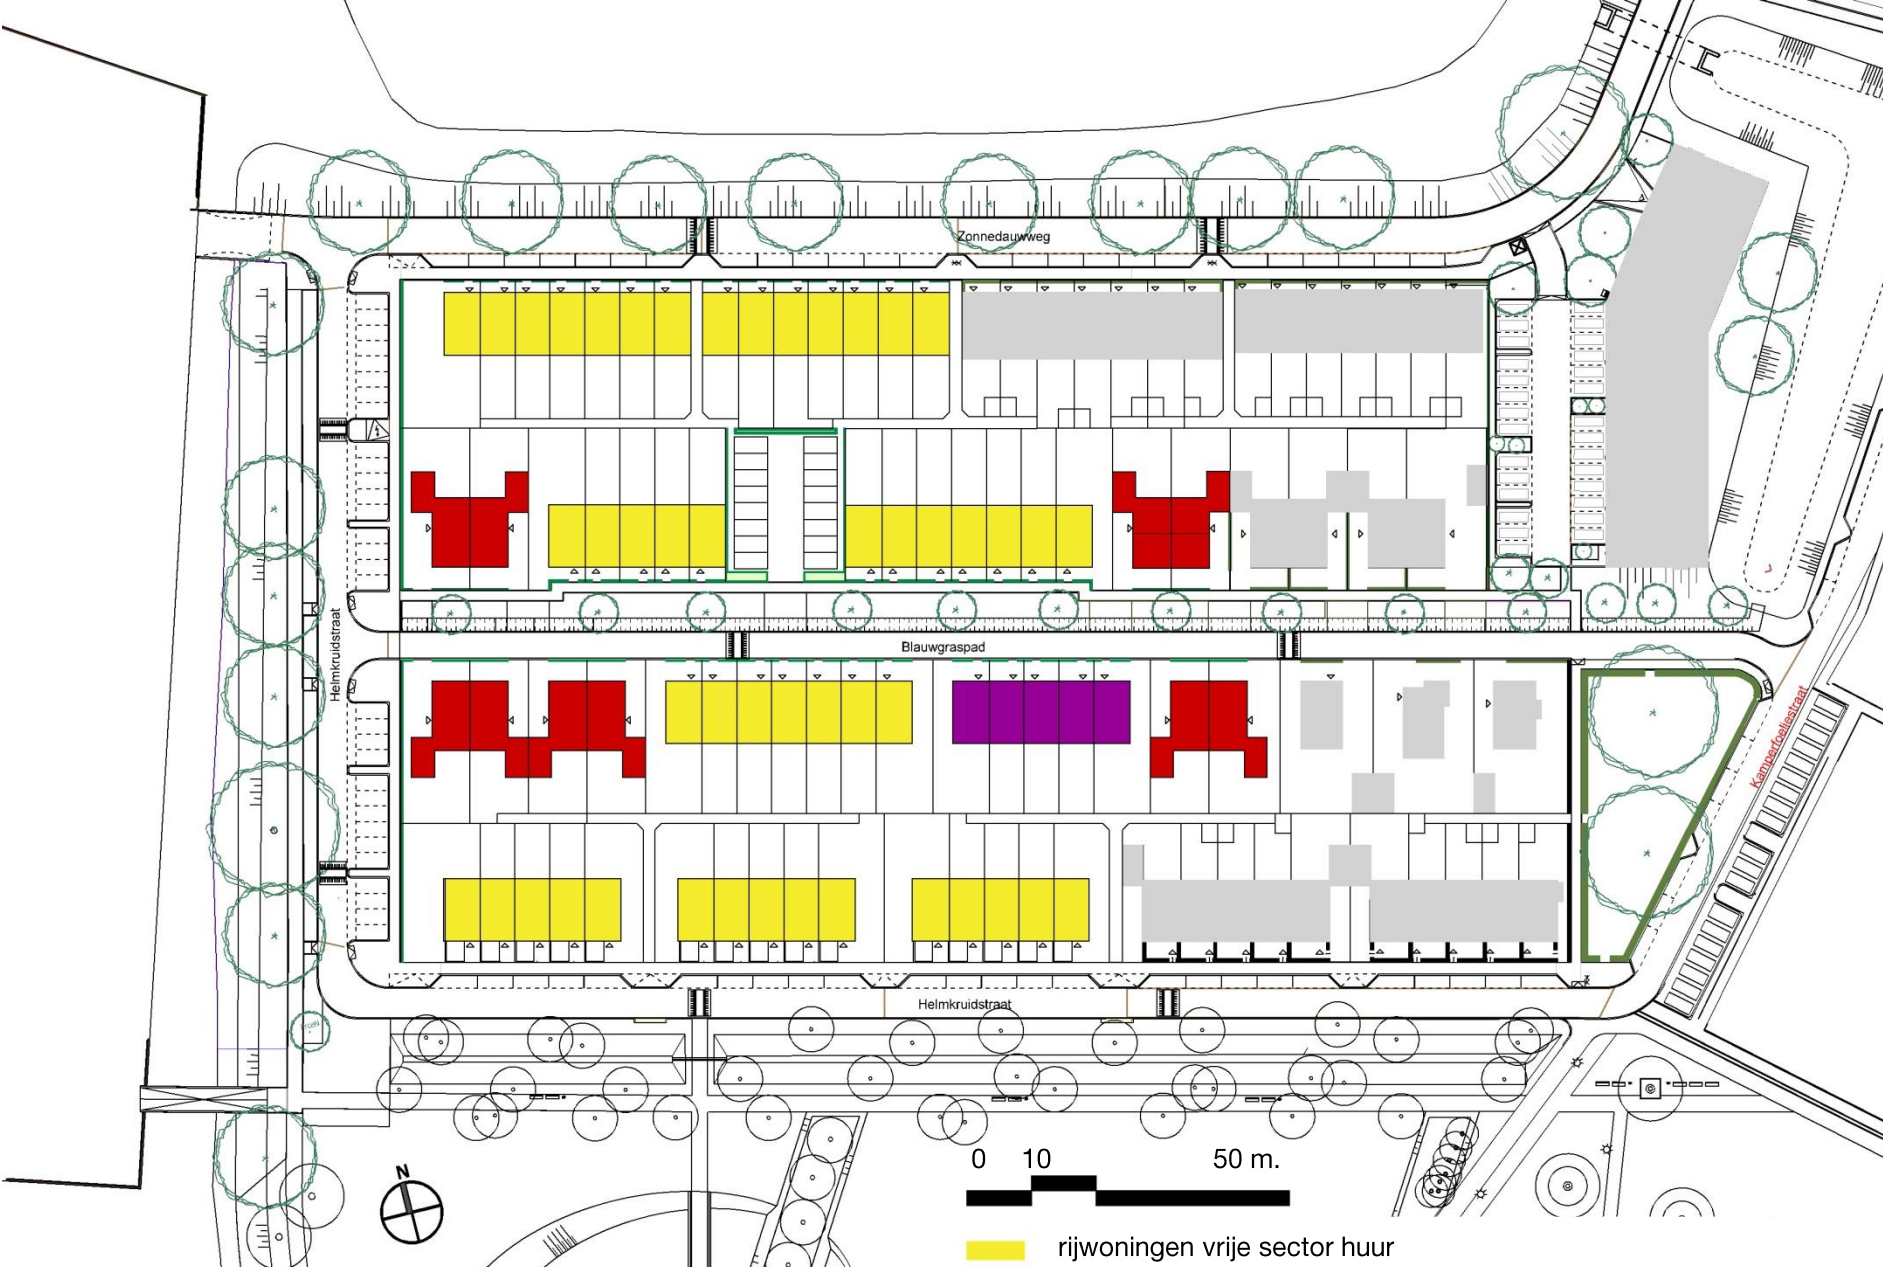 Zonnedauwweg
Helmkruidstraat
Blauwgraspad
Kamperfoeliestraat
Helmkruidstraat
N
0 10 50 m.
rijwoningen vrije sector huur